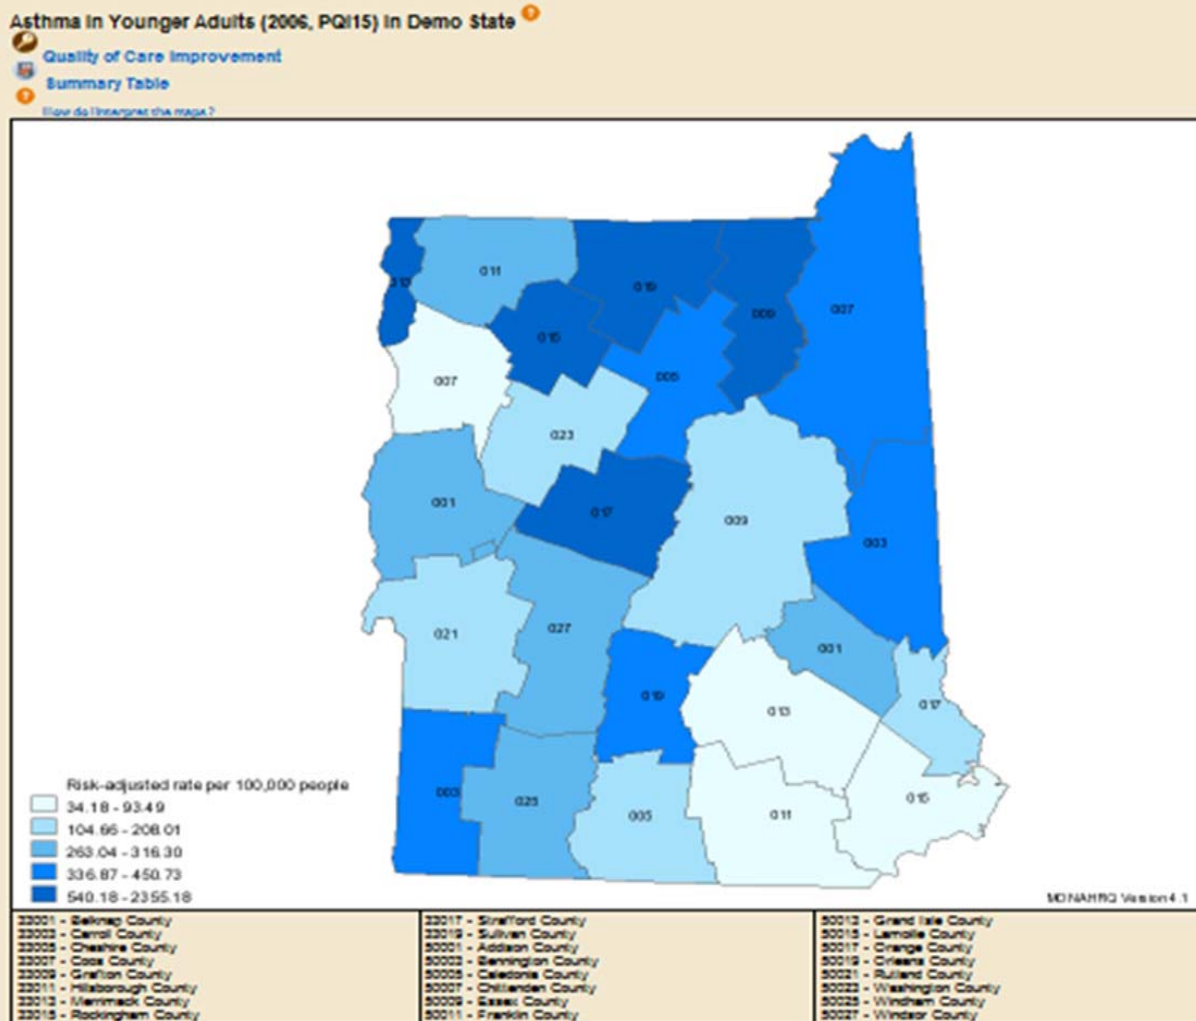 Asthma in Younger Adults (2006, PQI15) in Demo State ?
Quality of Care Improvement
Summary Table
?
How do I interpret the maps?
013
011
019
009
007
015
007
005
023
001
017
009
003
021
027
001
019
013
017
003
025
005
011
015
Risk-adjusted rate per 100,000 people
34.18 - 93.49
104.66 - 208.01
263.04 - 316.30
336.87 - 450.73
540.18 - 2355.18
MONAHRQ Version 4.1
33001 - Belknap County
33003 - Carroll County
33005 - Cheshire County
33007 - Coos County
33009 - Grafton County
33011 - Hillsborough County
33013 - Merrimack County
33015 - Rockingham County
33017 - Strafford County
33019 - Sullivan County
50001 - Addison County
50003 - Bennington County
50005 - Caledonia County
50007 - Chittenden County
50009 - Essex County
50011 - Franklin County
50013 - Grand Isle County
50015 - Lamoille County
50017 - Orange County
50019 - Orleans County
50021 - Rutland County
50023 - Washington County
50025 - Windham County
50027 - Windsor County